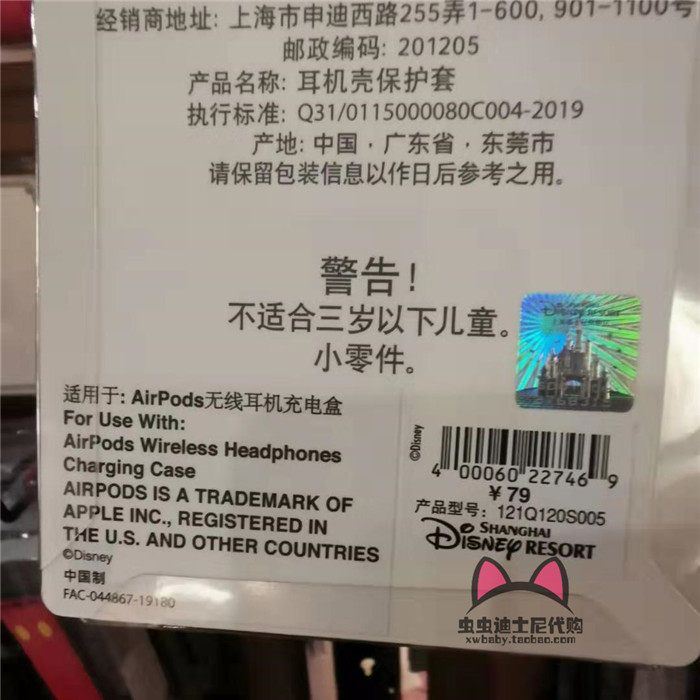 经销商地址: 上海市申迪西路255弄1-600, 901-1100号
邮政编码: 201205
产品名称: 耳机壳保护套
执行标准: Q31/0115000080C004-2019
产地: 中国·广东省·东莞市
请保留包装信息以作日后参考之用。
警告!
不适合三岁以下儿童。
小零件。
DISNEY RESORT
适用于: AirPods无线耳机充电盒
For Use With:
AirPods Wireless Headphones
Charging Case
AIRPODS IS A TRADEMARK OF
APPLE INC., REGISTERED IN
THE U.S. AND OTHER COUNTRIES
©Disney
中国制
FAC-044867-19180
©Disney
4 00060 22746 9
¥79
产品型号: 121Q120S005
SHANGHAI
DISNEY RESORT
虫虫迪士尼代购
xwbaby.taobao.com